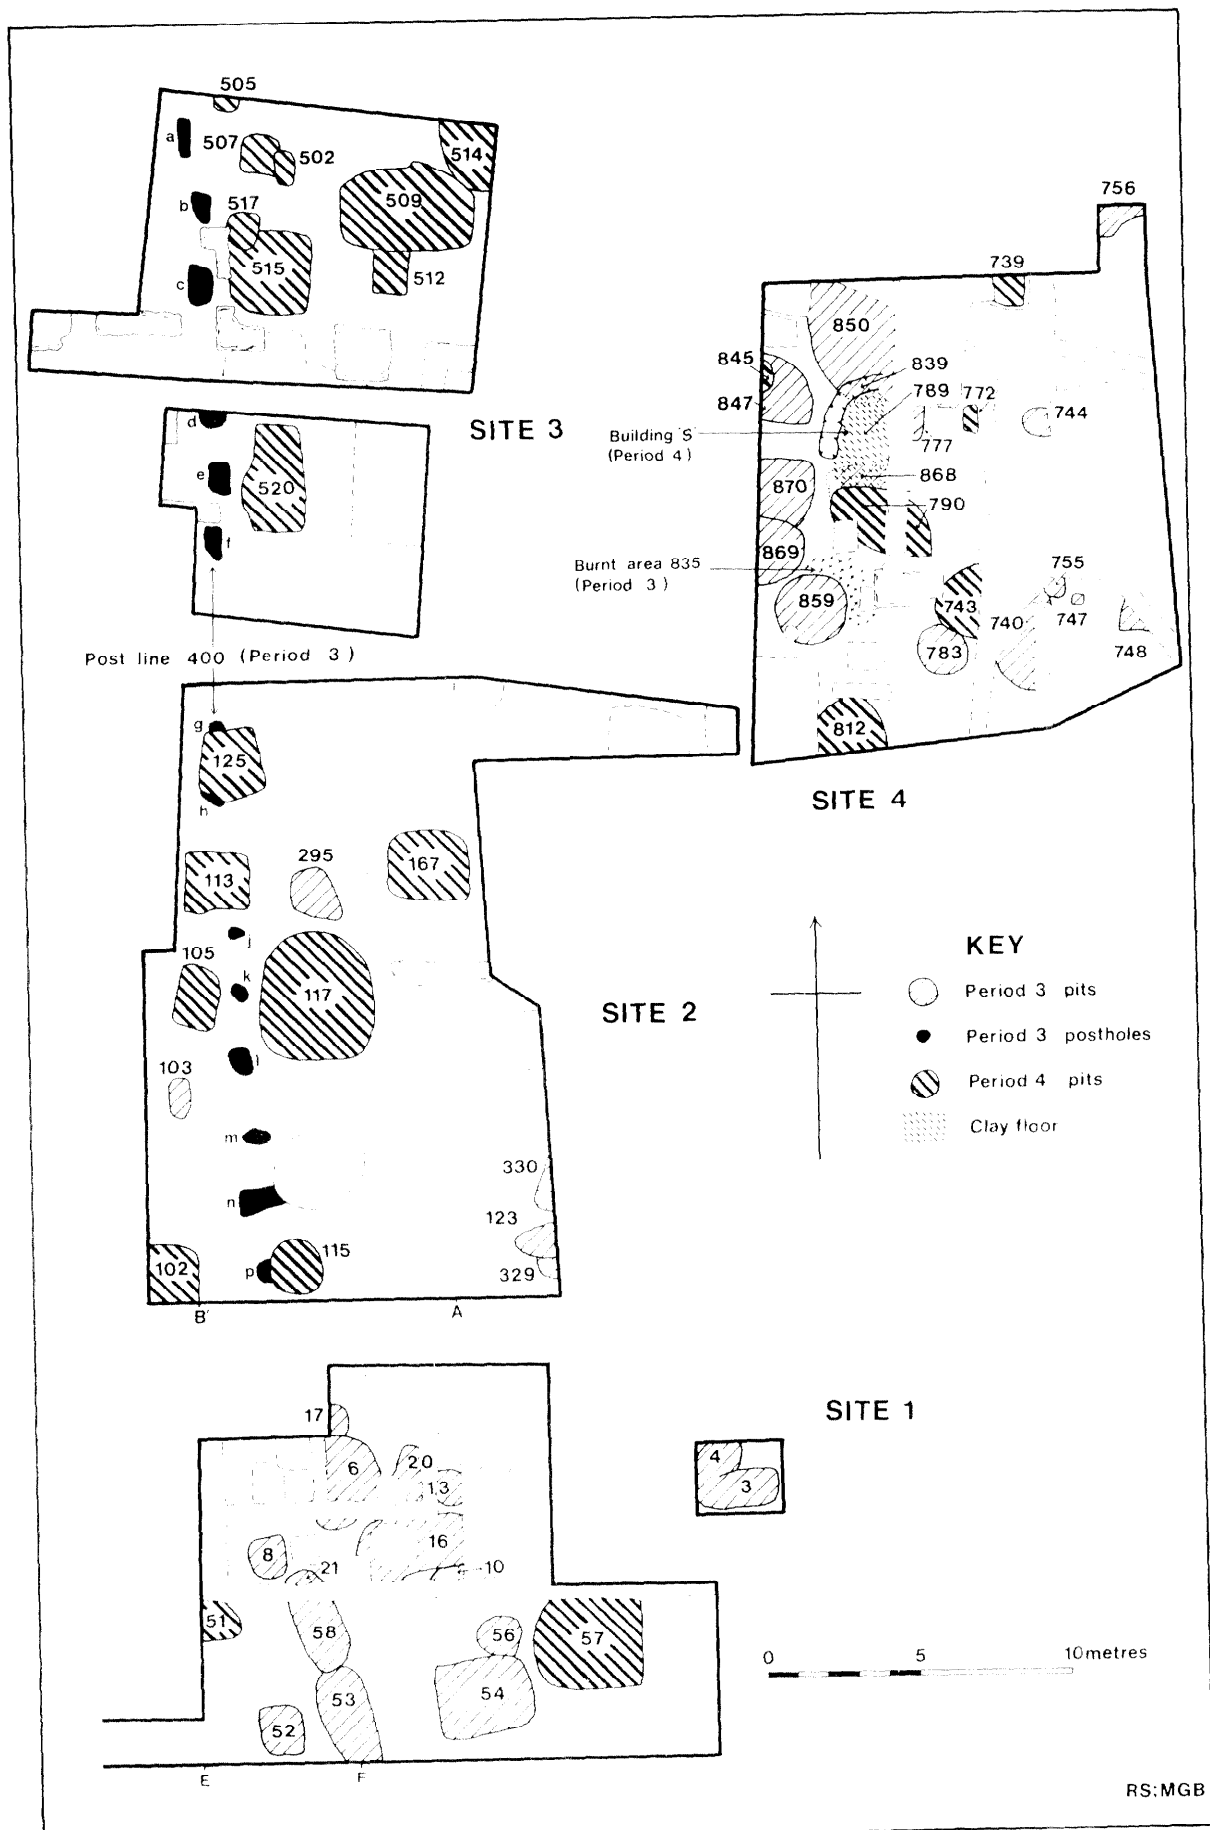 505
a
507
502
514
b
517
509
515
512
c
SITE 3
d
e
520
f
Post line 400 (Period 3)
756
739
850
845
839
789
772
847
744
Building S
(Period 4)
777
868
870
790
869
Burnt area 835
(Period 3)
755
859
743
740
747
783
748
812
SITE 4
g
125
h
113
295
167
j
105
k
117
SITE 2
l
103
m
n
330
123
115
102
p
329
B'
A
KEY
Period 3 pits
Period 3 postholes
Period 4 pits
Clay floor
SITE 1
17
6
20
13
4
3
8
16
21
10
51
58
56
57
53
54
52
E
F
0
5
10 metres
RS:MGB